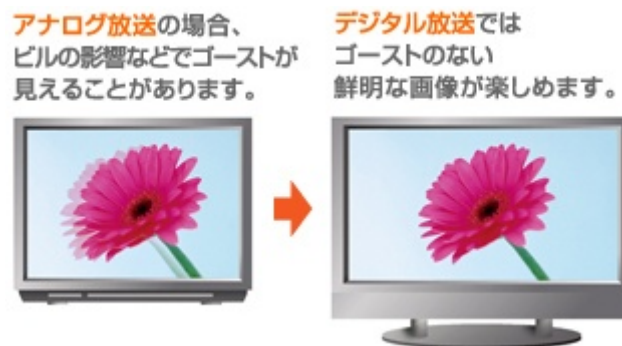 アナログ放送の場合、
ビルの影響などでゴーストが
見えることがあります。
デジタル放送では
ゴーストのない
鮮明な画像が楽しめます。